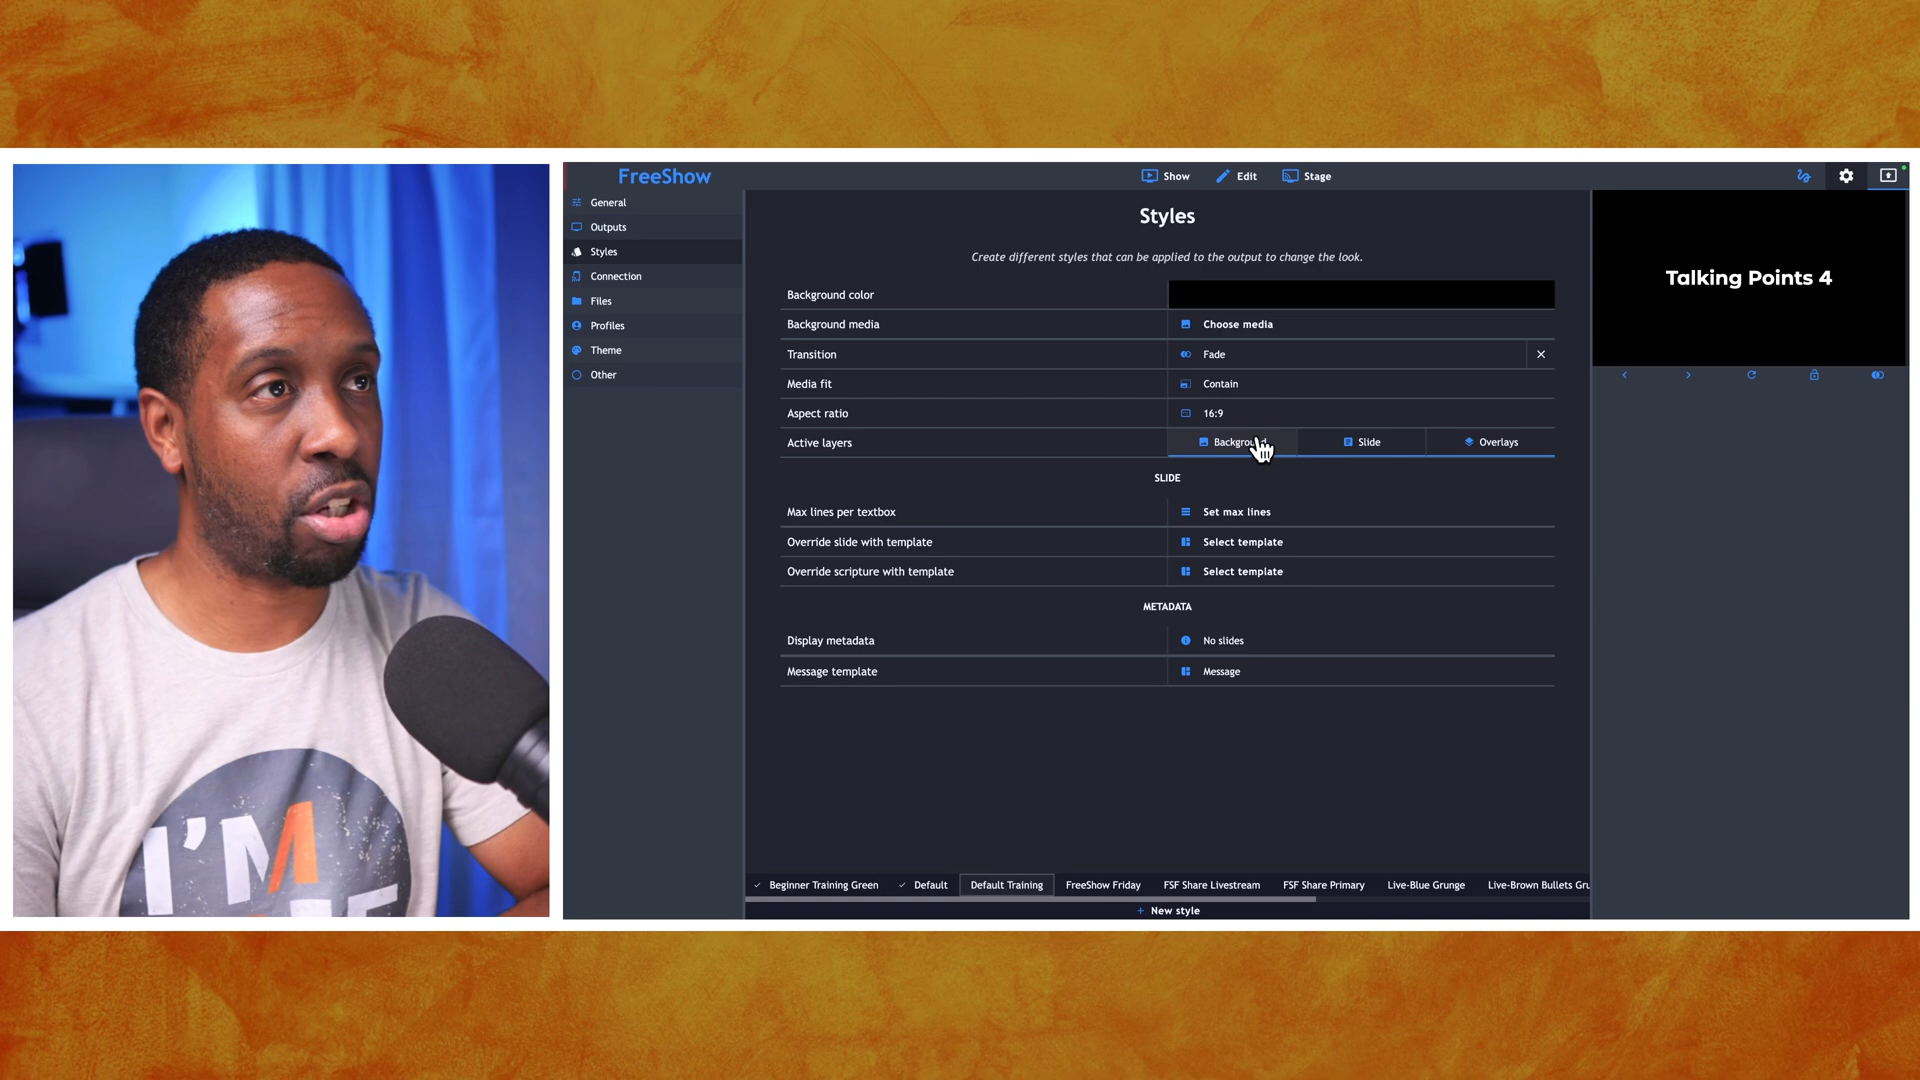 FreeShow
Show
Edit
Stage
General
Outputs
Styles
Connection
Files
Profiles
Theme
Other
Styles
Create different styles that can be applied to the output to change the look.
Background color
Background media Choose media
Transition Fade
Media fit Contain
Aspect ratio 16:9
Active layers Background Slide Overlays
SLIDE
Max lines per textbox Set max lines
Override slide with template Select template
Override scripture with template Select template
METADATA
Display metadata No slides
Message template Message
Beginner Training Green Default Default Training FreeShow Friday FSF Share Livestream FSF Share Primary Live-Blue Grunge Live-Brown Bullets Gru
+ New style
Talking Points 4
I'M